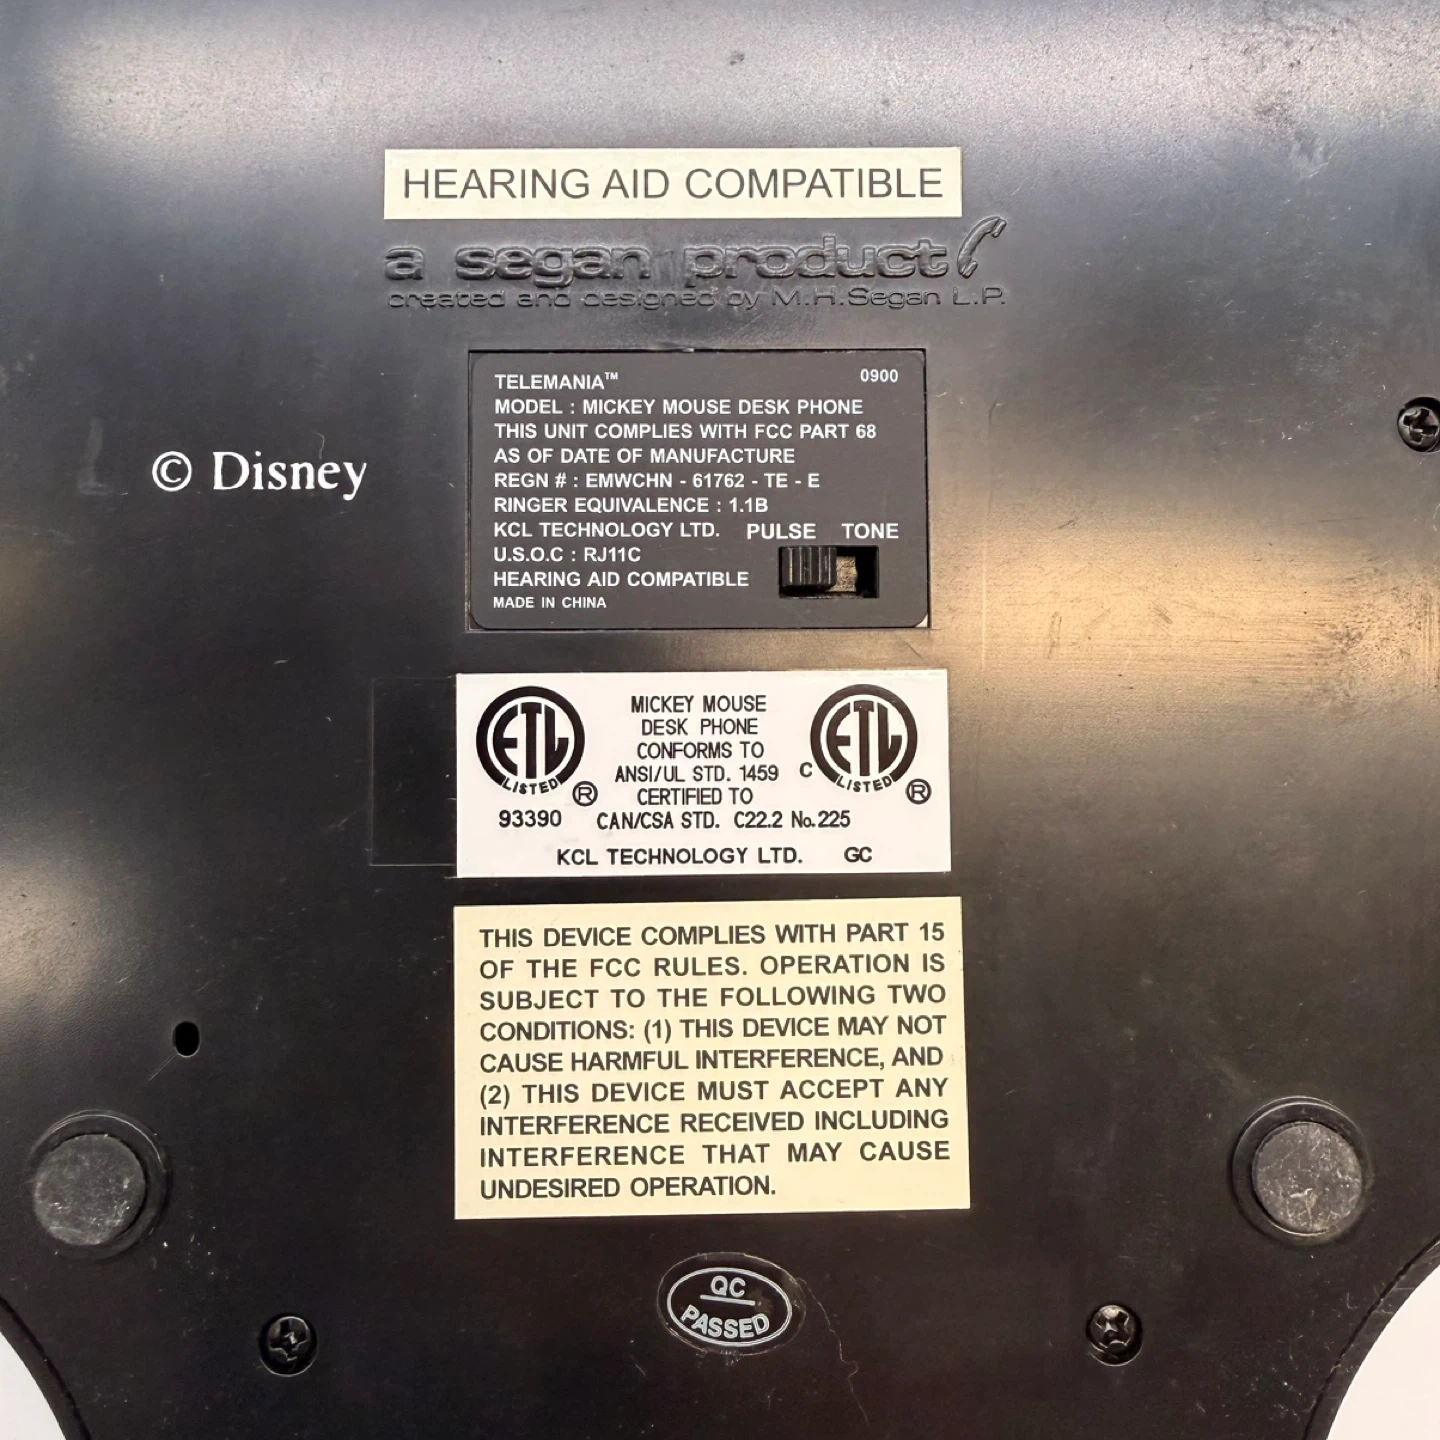 HEARING AID COMPATIBLE
a segan product
created and designed by M.H.Segan L.P.
TELEMANIA™ 0900
MODEL : MICKEY MOUSE DESK PHONE
THIS UNIT COMPLIES WITH FCC PART 68
AS OF DATE OF MANUFACTURE
REGN # : EMWCHN - 61762 - TE - E
RINGER EQUIVALENCE : 1.1B
KCL TECHNOLOGY LTD. PULSE TONE
U.S.O.C : RJ11C
HEARING AID COMPATIBLE
MADE IN CHINA
© Disney
ETL
LISTED
®
93390
MICKEY MOUSE
DESK PHONE
CONFORMS TO
ANSI/UL STD. 1459
CERTIFIED TO
CAN/CSA STD. C22.2 No.225
C ETL
LISTED
®
KCL TECHNOLOGY LTD. GC
THIS DEVICE COMPLIES WITH PART 15
OF THE FCC RULES. OPERATION IS
SUBJECT TO THE FOLLOWING TWO
CONDITIONS: (1) THIS DEVICE MAY NOT
CAUSE HARMFUL INTERFERENCE, AND
(2) THIS DEVICE MUST ACCEPT ANY
INTERFERENCE RECEIVED INCLUDING
INTERFERENCE THAT MAY CAUSE
UNDESIRED OPERATION.
QC
PASSED